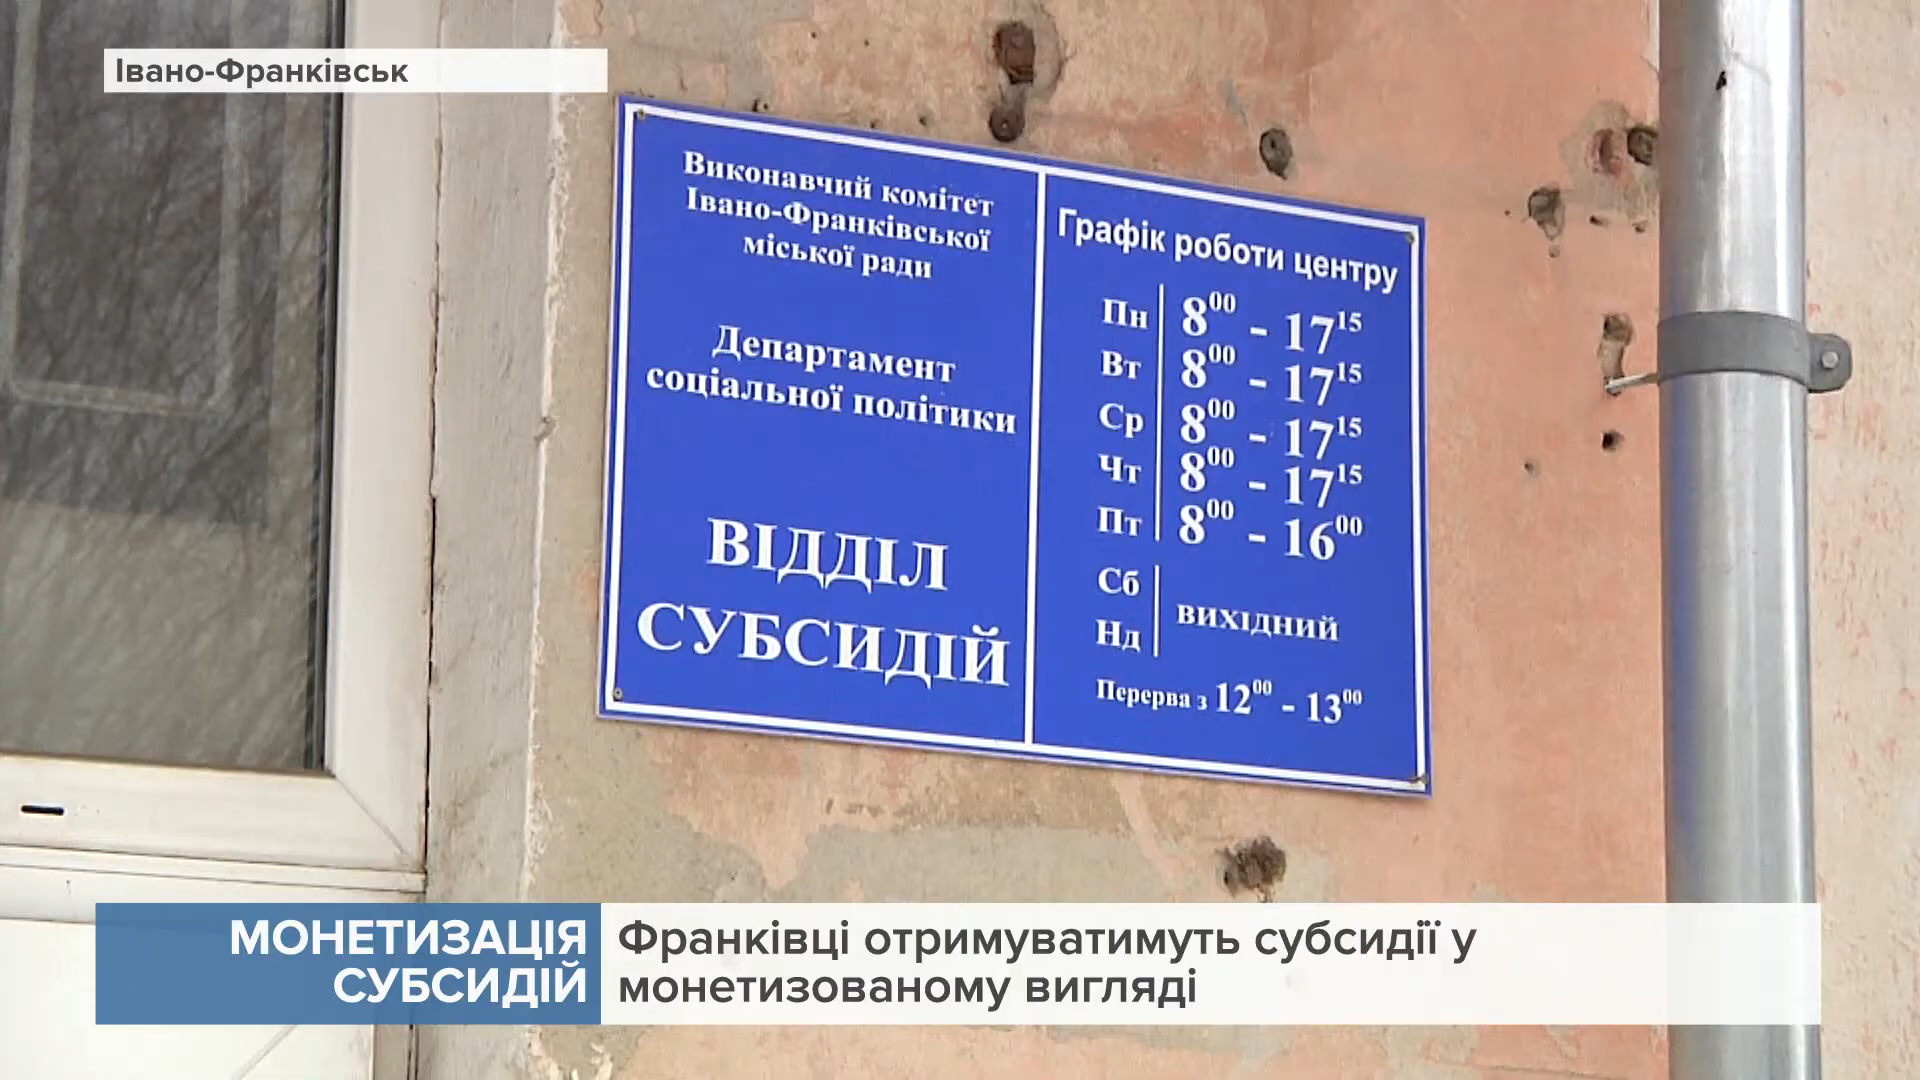 Івано-Франківськ
Виконавчий комітет
Івано-Франківської
міської ради
Департамент
соціальної політики
ВІДДІЛ
СУБСИДІЙ
Графік роботи центру
Пн 8⁰⁰ - 17¹⁵
Вт 8⁰⁰ - 17¹⁵
Ср 8⁰⁰ - 17¹⁵
Чт 8⁰⁰ - 17¹⁵
Пт 8⁰⁰ - 16⁰⁰
Сб
Нд
вихідний
Перерва з 12⁰⁰ - 13⁰⁰
МОНЕТИЗАЦІЯ
СУБСИДІЙ
Франківці отримуватимуть субсидії у
монетизованому вигляді